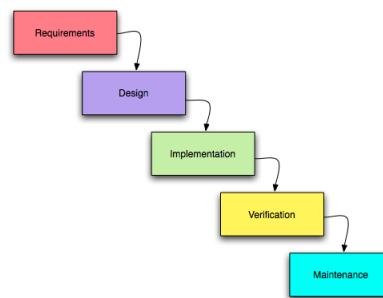 Requirements
Design
Implementation
Verification
Maintenance